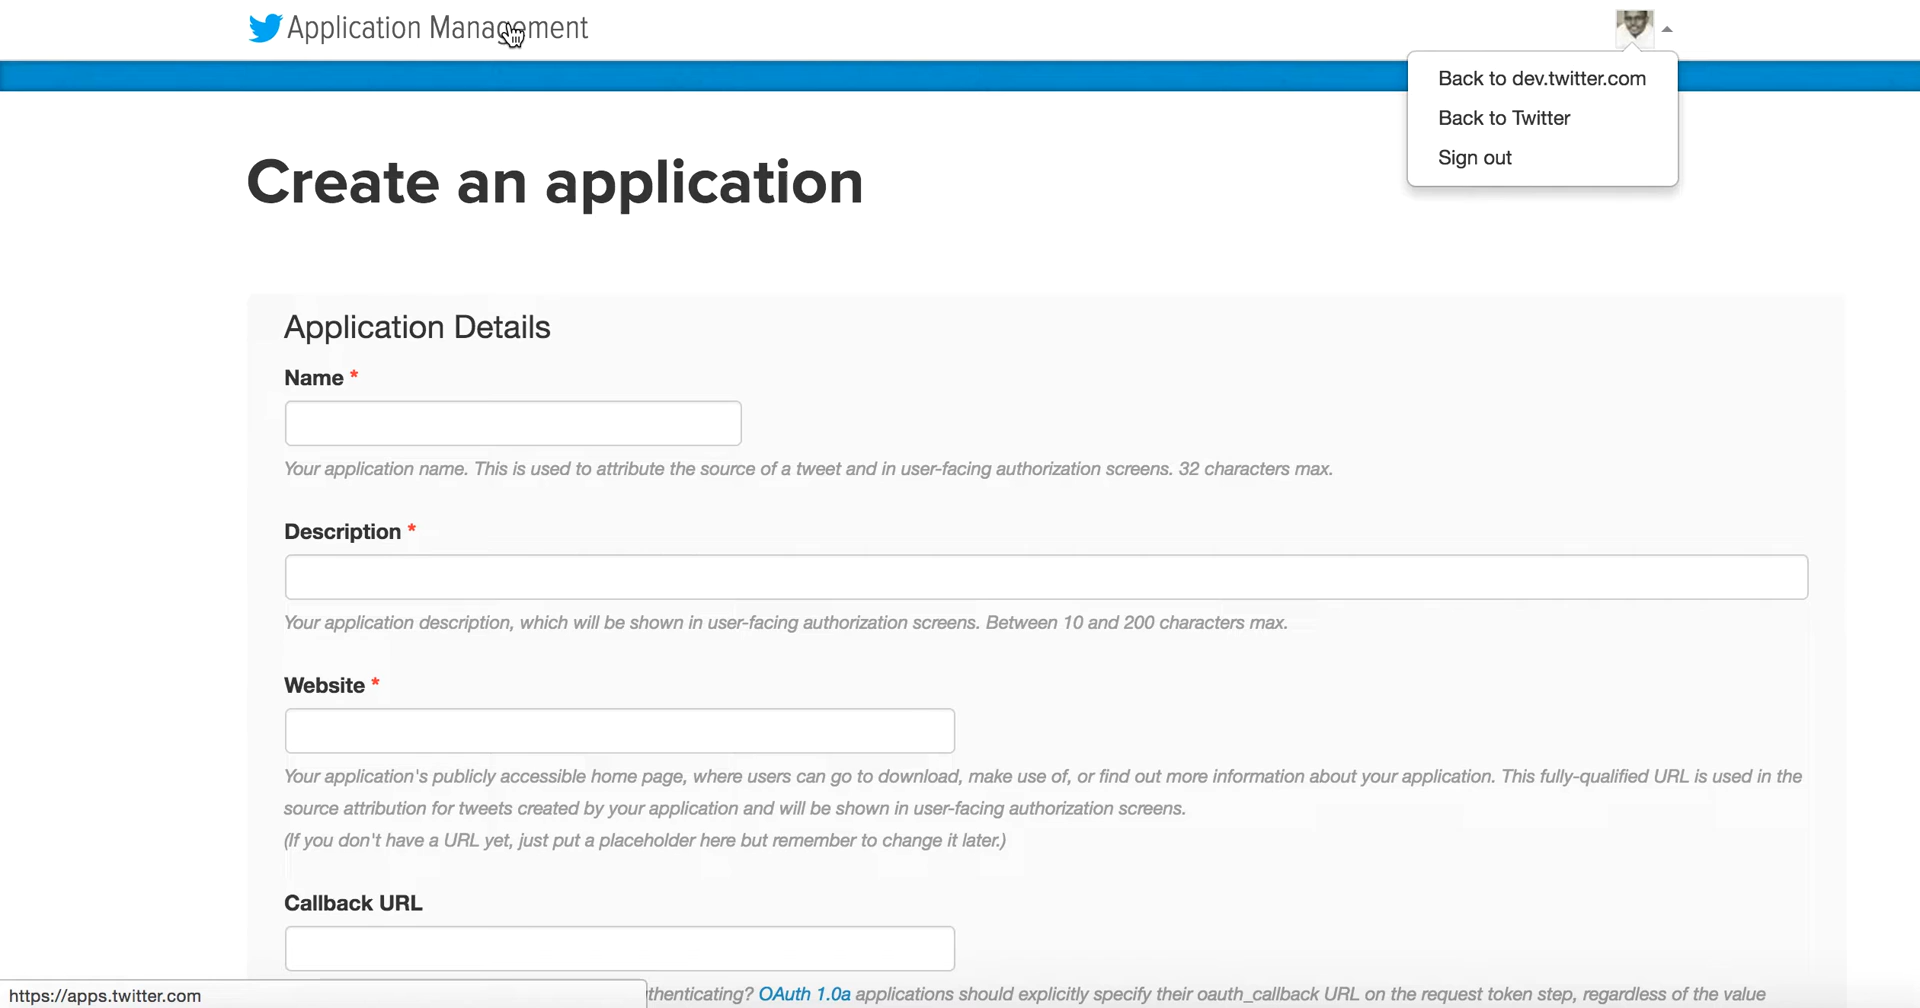 Application Management
Back to dev.twitter.com
Back to Twitter
Sign out
Create an application
Application Details
Name *
Your application name. This is used to attribute the source of a tweet and in user-facing authorization screens. 32 characters max.
Description *
Your application description, which will be shown in user-facing authorization screens. Between 10 and 200 characters max.
Website *
Your application's publicly accessible home page, where users can go to download, make use of, or find out more information about your application. This fully-qualified URL is used in the
source attribution for tweets created by your application and will be shown in user-facing authorization screens.
(If you don't have a URL yet, just put a placeholder here but remember to change it later.)
Callback URL
thenticating? OAuth 1.0a applications should explicitly specify their oauth_callback URL on the request token step, regardless of the value
https://apps.twitter.com